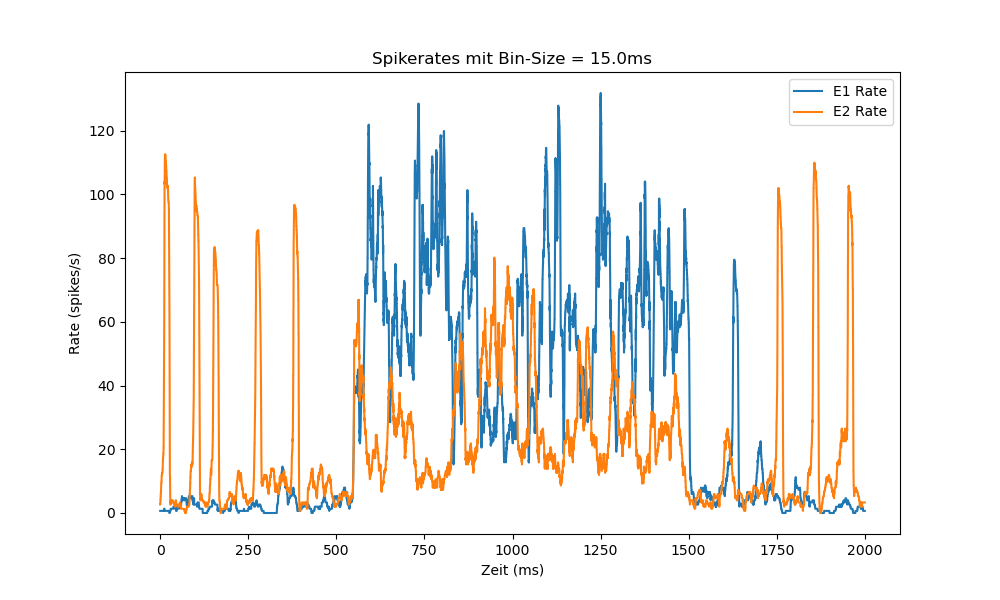 Spikerates mit Bin-Size = 15.0ms
E1 Rate
E2 Rate
Rate (spikes/s)
120
100
80
60
40
20
0
0 250 500 750 1000 1250 1500 1750 2000
Zeit (ms)